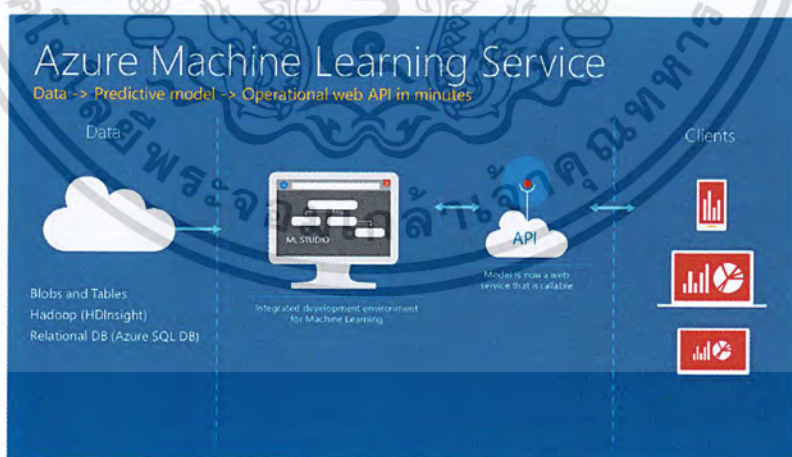 Azure Machine Learning Service
Data -> Predictive model -> Operational web API in minutes
Data
Clients
ML STUDIO
API
Model is now a web
service that is callable
Integrated development environment
for Machine Learning
Blobs and Tables
Hadoop (HDInsight)
Relational DB (Azure SQL DB)